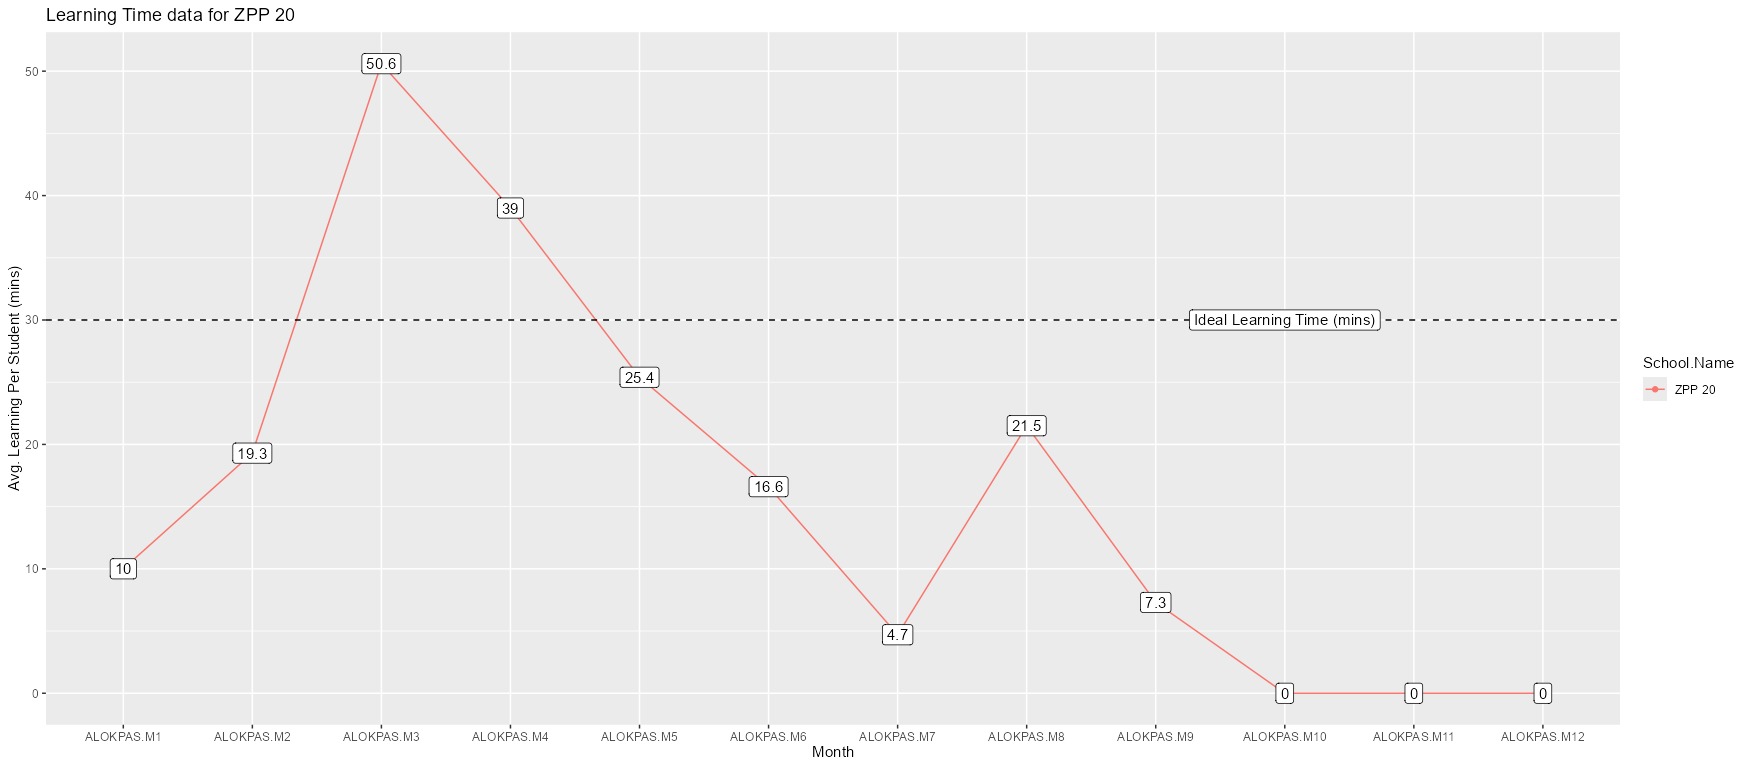 Learning Time data for ZPP 20
Avg. Learning Per Student (mins)
50
40
30
20
10
0
10
19.3
50.6
39
25.4
16.6
4.7
21.5
7.3
0
0
0
Ideal Learning Time (mins)
ALOKPAS.M1
ALOKPAS.M2
ALOKPAS.M3
ALOKPAS.M4
ALOKPAS.M5
ALOKPAS.M6
ALOKPAS.M7
ALOKPAS.M8
ALOKPAS.M9
ALOKPAS.M10
ALOKPAS.M11
ALOKPAS.M12
Month
School.Name
ZPP 20